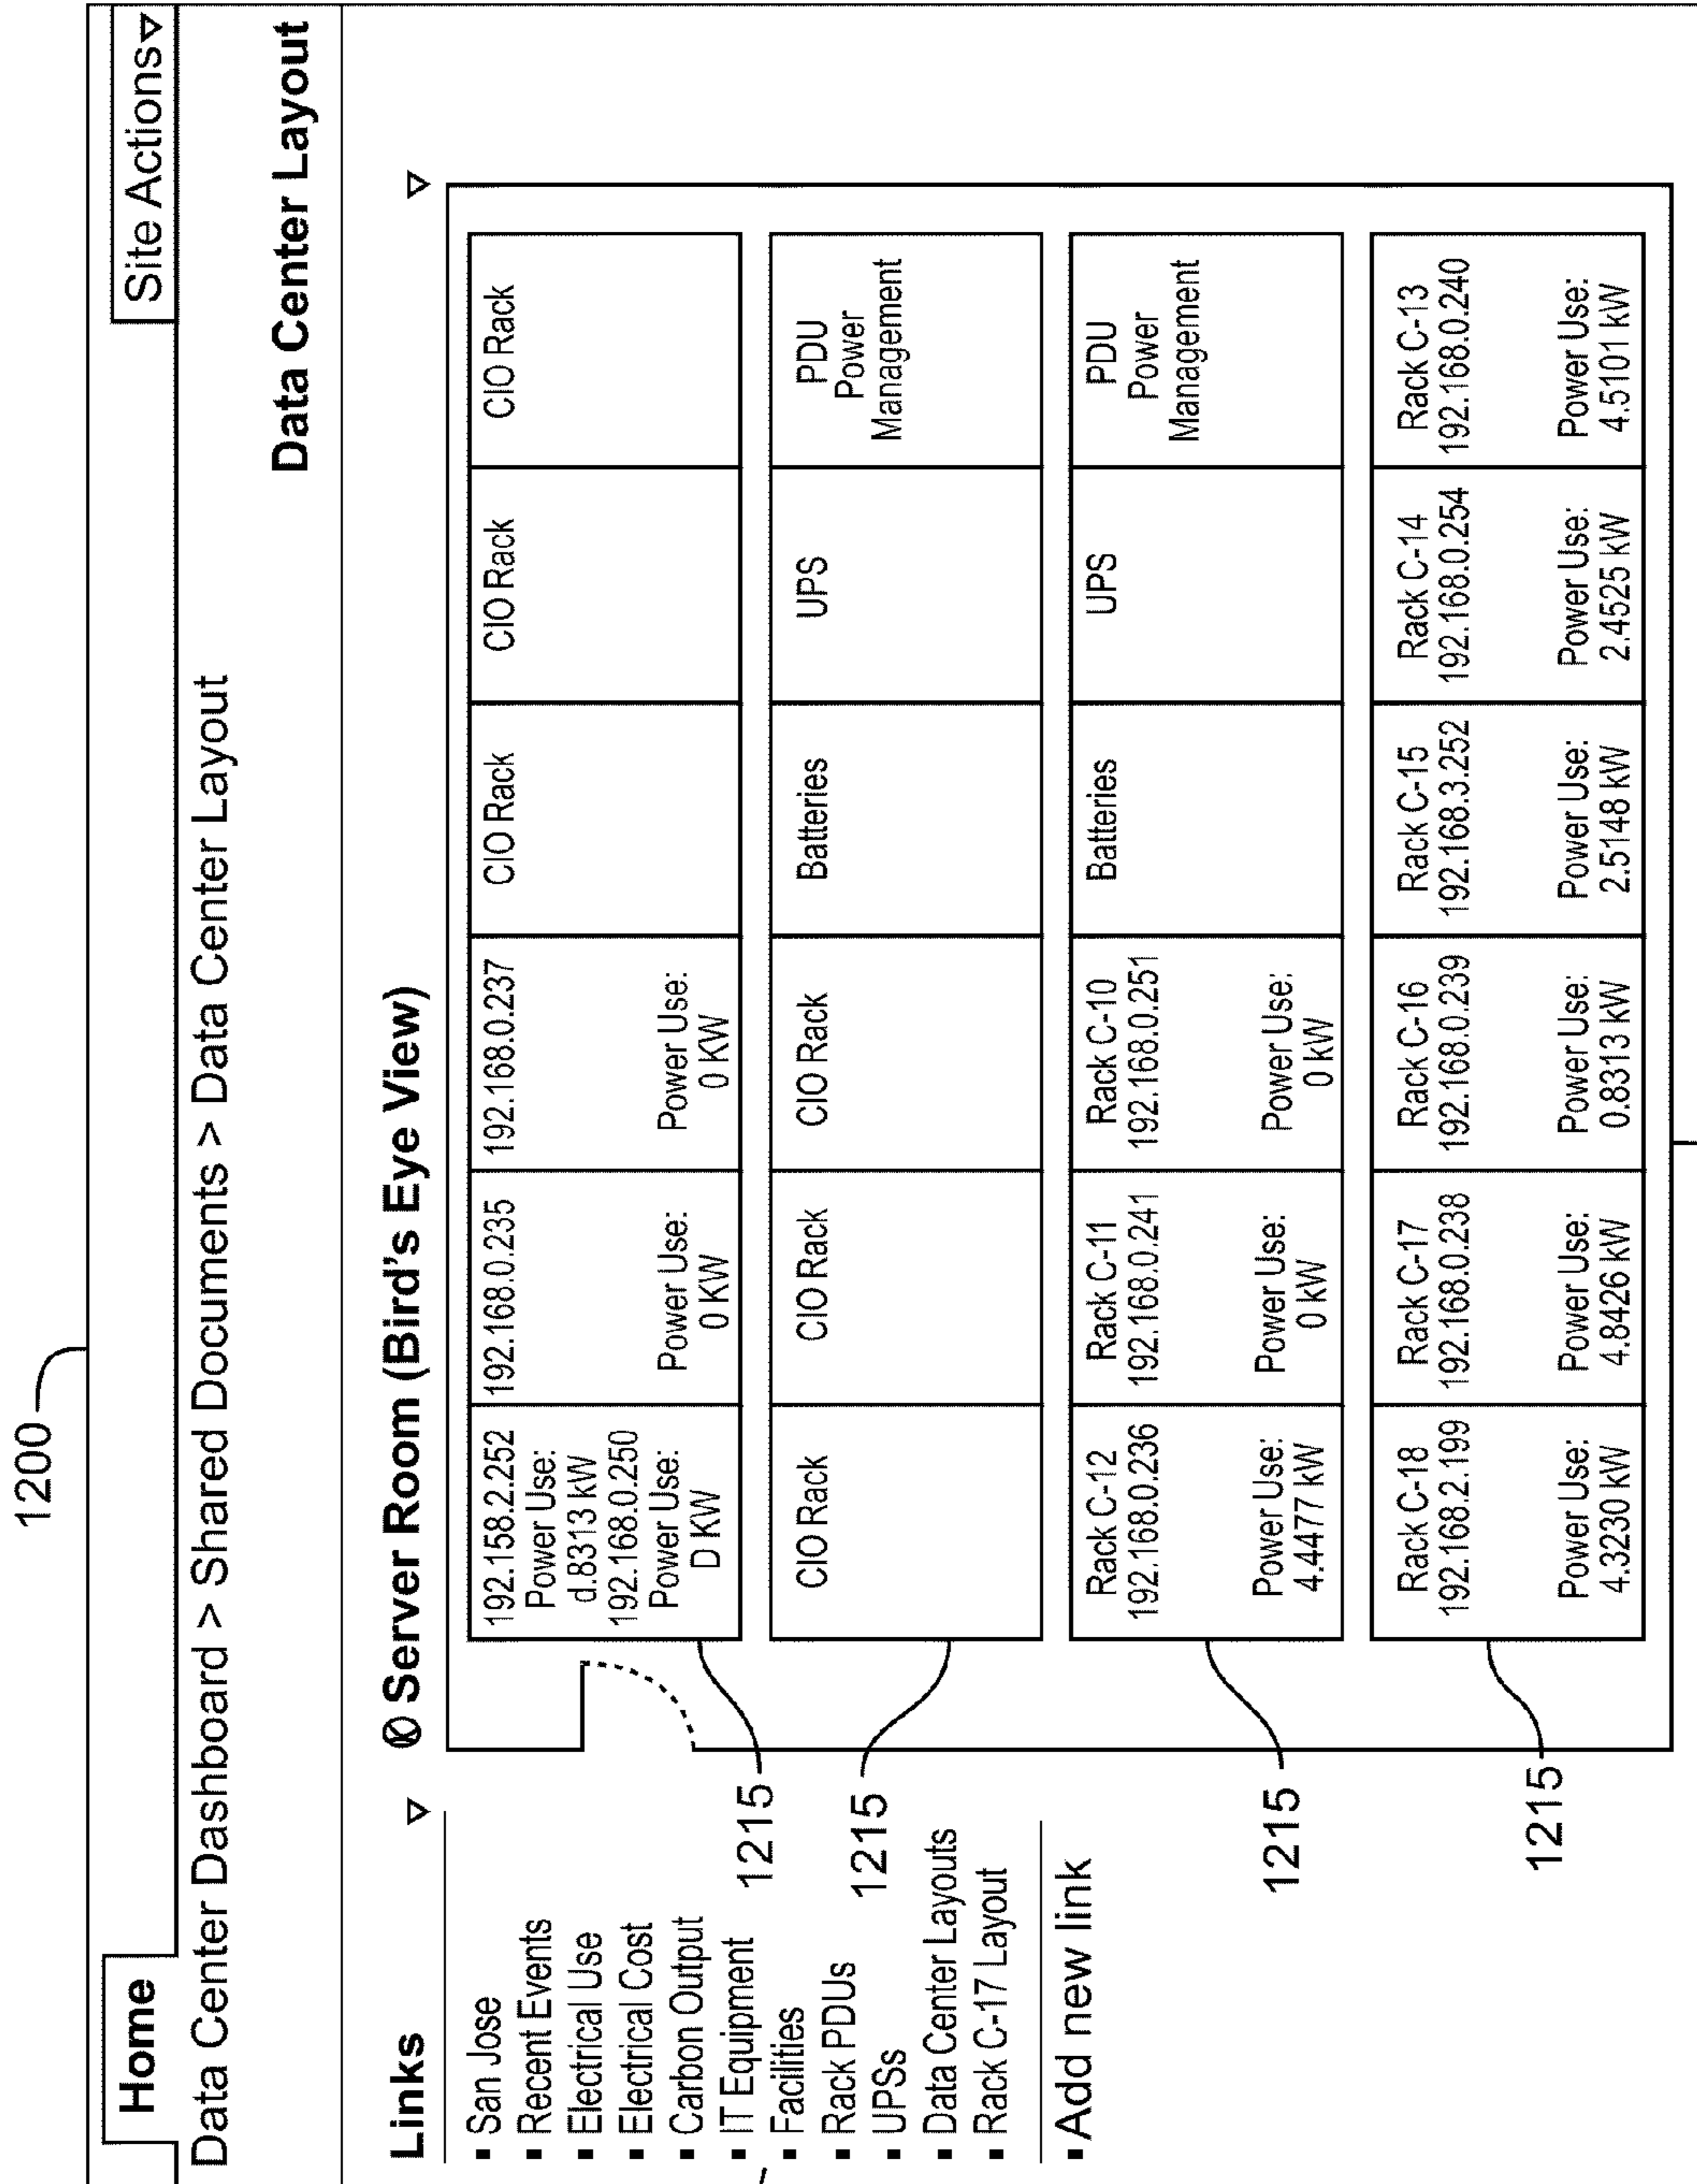 1200
Home
Site Actions
Data Center Dashboard > Shared Documents > Data Center Layout
Data Center Layout
Links
San Jose
Recent Events
Electrical Use
Electrical Cost
Carbon Output
IT Equipment
Facilities
Rack PDUs
UPSs
Data Center Layouts
Rack C-17 Layout
Add new link
Server Room (Bird's Eye View)
192.158.2.252
Power Use:
d.8313 kW
192.168.0.250
Power Use:
D KW
192.168.0.235
Power Use:
0 KW
192.168.0.237
Power Use:
0 KW
CIO Rack
CIO Rack
CIO Rack
1215
CIO Rack
CIO Rack
CIO Rack
Batteries
UPS
PDU
Power
Management
1215
Rack C-12
192.168.0.236
Power Use:
4.4477 kW
Rack C-11
192.168.0.241
Power Use:
0 kW
Rack C-10
192.168.0.251
Power Use:
0 kW
Batteries
UPS
PDU
Power
Management
1215
Rack C-18
192.168.2.199
Power Use:
4.3230 kW
Rack C-17
192.168.0.238
Power Use:
4.8426 kW
Rack C-16
192.168.0.239
Power Use:
0.8313 kW
Rack C-15
192.168.3.252
Power Use:
2.5148 kW
Rack C-14
192.168.0.254
Power Use:
2.4525 kW
Rack C-13
192.168.0.240
Power Use:
4.5101 kW
1215